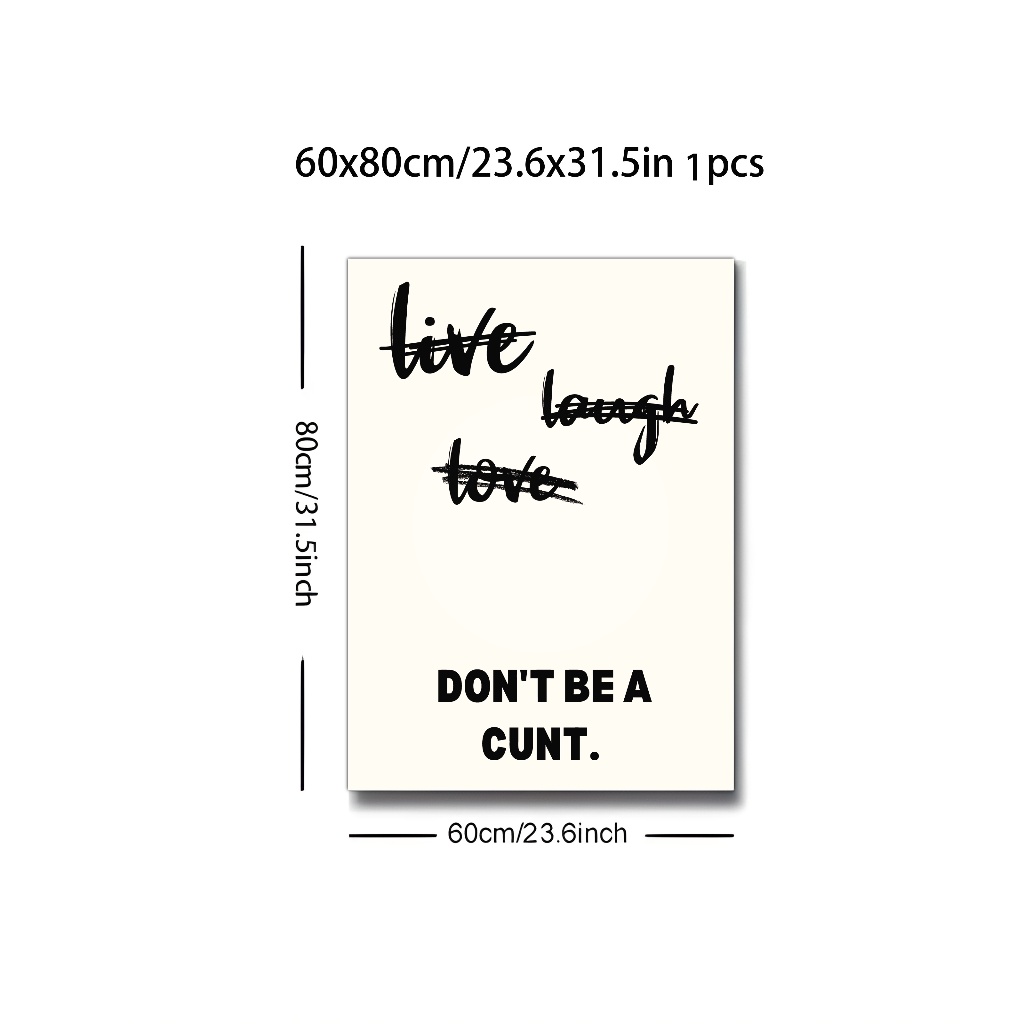 60x80cm/23.6x31.5in 1pcs
live
laugh
love
80cm/31.5inch
DON'T BE A
CUNT.
60cm/23.6inch